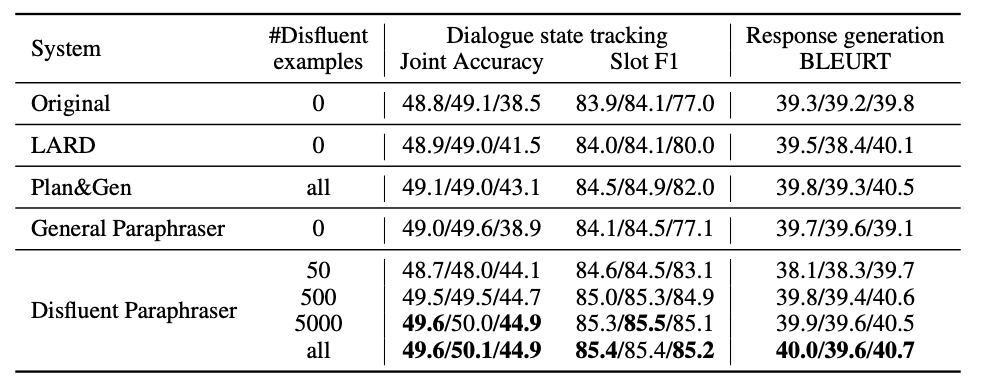 System #Disfluent examples Dialogue state tracking Response generation
Joint Accuracy Slot F1 BLEURT
Original 0 48.8/49.1/38.5 83.9/84.1/77.0 39.3/39.2/39.8
LARD 0 48.9/49.0/41.5 84.0/84.1/80.0 39.5/38.4/40.1
Plan&Gen all 49.1/49.0/43.1 84.5/84.9/82.0 39.8/39.3/40.5
General Paraphraser 0 49.0/49.6/38.9 84.1/84.5/77.1 39.7/39.6/39.1
Disfluent Paraphraser 50 48.7/48.0/44.1 84.6/84.5/83.1 38.1/38.3/39.7
500 49.5/49.5/44.7 85.0/85.3/84.9 39.8/39.4/40.6
5000 49.6/50.0/44.9 85.3/85.5/85.1 39.9/39.6/40.5
all 49.6/50.1/44.9 85.4/85.4/85.2 40.0/39.6/40.7